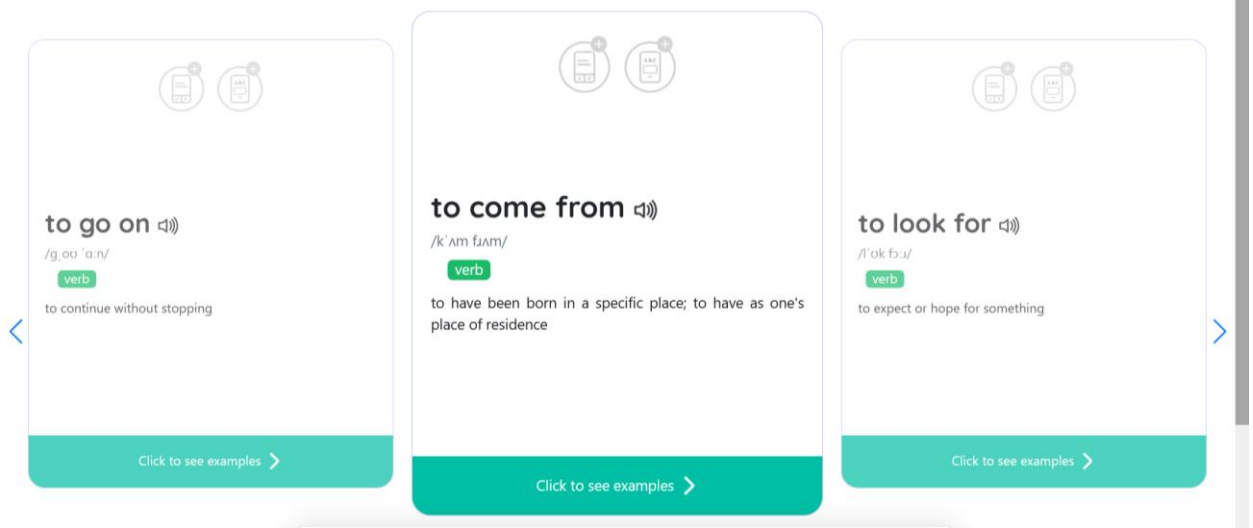 to go on
/ɡˌoʊ ˈɑːn/
verb
to continue without stopping
Click to see examples
to come from
/kˈʌm fɹʌm/
verb
to have been born in a specific place; to have as one's
place of residence
Click to see examples
to look for
/lˈʊk fɔːɹ/
verb
to expect or hope for something
Click to see examples